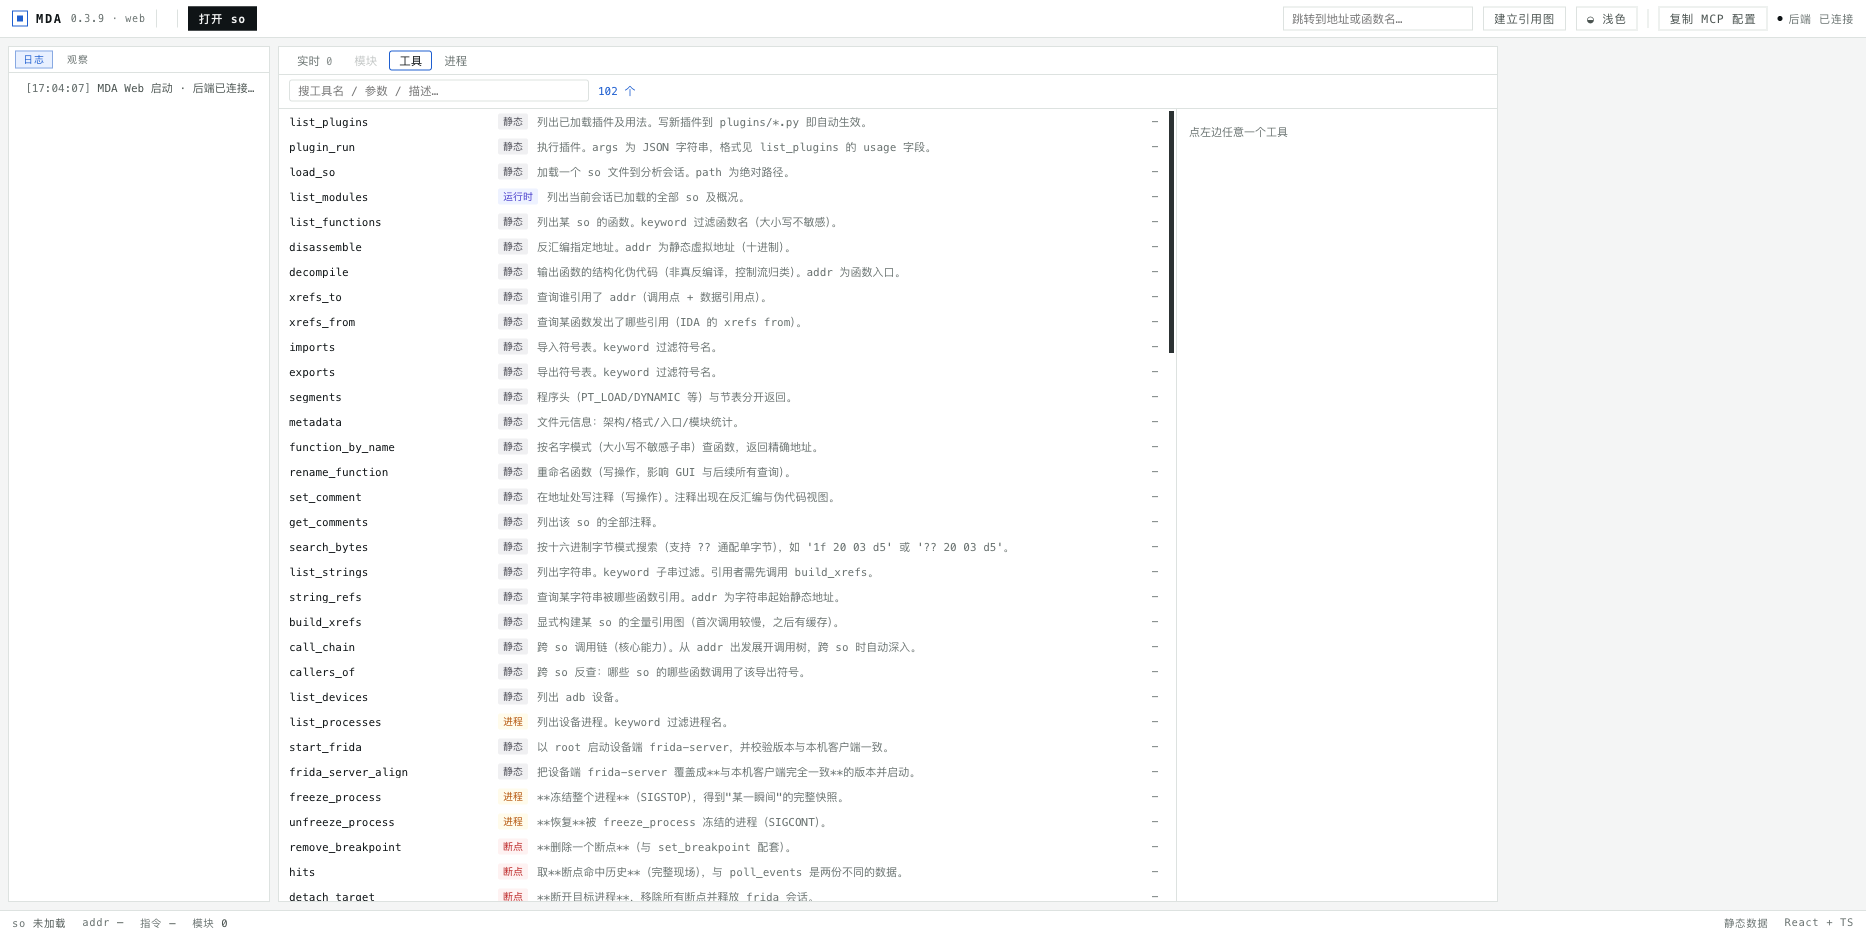 MDA 0.3.9 · web 打开 so 跳转到地址或函数名… 建立引用图 ◒ 浅色 复制 MCP 配置 ● 后端 已连接
日志 观察
[17:04:07] MDA Web 启动 · 后端已连接…
实时 0 模块 工具 进程
搜工具名 / 参数 / 描述… 102 个
list_plugins 静态 列出已加载插件及用法。写新插件到 plugins/*.py 即自动生效。 —
plugin_run 静态 执行插件。args 为 JSON 字符串, 格式见 list_plugins 的 usage 字段。 —
load_so 静态 加载一个 so 文件到分析会话。path 为绝对路径。 —
list_modules 运行时 列出当前会话已加载的全部 so 及概况。 —
list_functions 静态 列出某 so 的函数。keyword 过滤函数名 (大小写不敏感)。 —
disassemble 静态 反汇编指定地址。addr 为静态虚拟地址 (十进制)。 —
decompile 静态 输出函数的结构化伪代码 (非真反编译, 控制流归类)。addr 为函数入口。 —
xrefs_to 静态 查询谁引用了 addr (调用点 + 数据引用点)。 —
xrefs_from 静态 查询某函数发出了哪些引用 (IDA 的 xrefs from)。 —
imports 静态 导入符号表。keyword 过滤符号名。 —
exports 静态 导出符号表。keyword 过滤符号名。 —
segments 静态 程序头 (PT_LOAD/DYNAMIC 等) 与节表分开返回。 —
metadata 静态 文件元信息: 架构/格式/入口/模块统计。 —
function_by_name 静态 按名字模式 (大小写不敏感子串) 查函数, 返回精确地址。 —
rename_function 静态 重命名函数 (写操作, 影响 GUI 与后续所有查询)。 —
set_comment 静态 在地址处写注释 (写操作)。注释出现在反汇编与伪代码视图。 —
get_comments 静态 列出该 so 的全部注释。 —
search_bytes 静态 按十六进制字节模式搜索 (支持 ?? 通配单字节), 如 '1f 20 03 d5' 或 '?? 20 03 d5'。 —
list_strings 静态 列出字符串。keyword 子串过滤。引用者需先调用 build_xrefs。 —
string_refs 静态 查询某字符串被哪些函数引用。addr 为字符串起始静态地址。 —
build_xrefs 静态 显式构建某 so 的全量引用图 (首次调用较慢, 之后有缓存)。 —
call_chain 静态 跨 so 调用链 (核心能力)。从 addr 出发展开调用树, 跨 so 时自动深入。 —
callers_of 静态 跨 so 反查: 哪些 so 的哪些函数调用了该导出符号。 —
list_devices 静态 列出 adb 设备。 —
list_processes 进程 列出设备进程。keyword 过滤进程名。 —
start_frida 静态 以 root 启动设备端 frida-server, 并校验版本与本机客户端一致。 —
frida_server_align 静态 把设备端 frida-server 覆盖成**与本机客户端完全一致**的版本并启动。 —
freeze_process 进程 **冻结整个进程** (SIGSTOP), 得到"某一瞬间"的完整快照。 —
unfreeze_process 进程 **恢复**被 freeze_process 冻结的进程 (SIGCONT)。 —
remove_breakpoint 断点 **删除一个断点** (与 set_breakpoint 配套)。 —
hits 断点 取**断点命中历史** (完整现场), 与 poll_events 是两份不同的数据。 —
detach_target 断点 **断开目标进程**, 移除所有断点并释放 frida 会话。 —
点左边任意一个工具
so 未加载 addr — 指令 — 模块 0 静态数据 React + TS